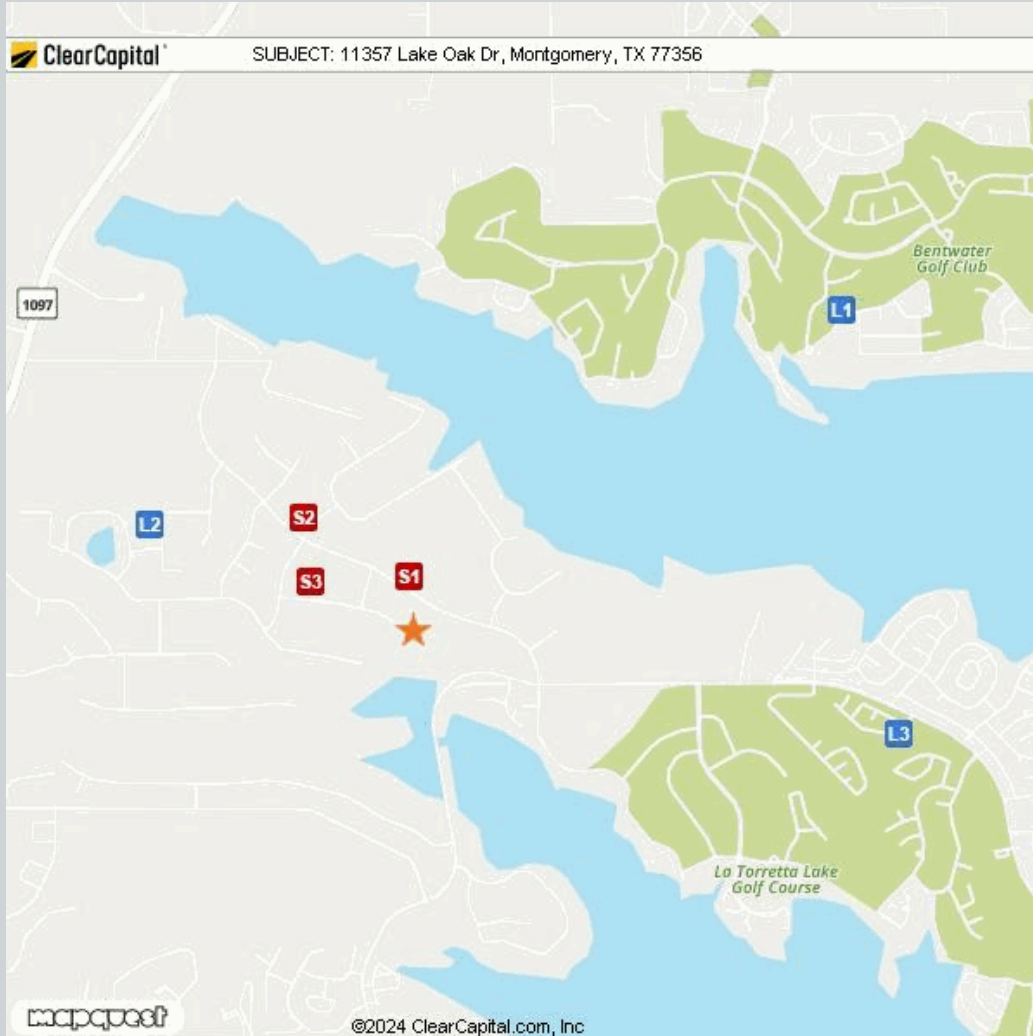 ClearCapital
SUBJECT: 11357 Lake Oak Dr, Montgomery, TX 77356
Bentwater
Golf Club
1097
L1
L2
S2
S3
S1
L3
La Torretta Lake
Golf Course
mapquest
©2024 ClearCapital.com, Inc